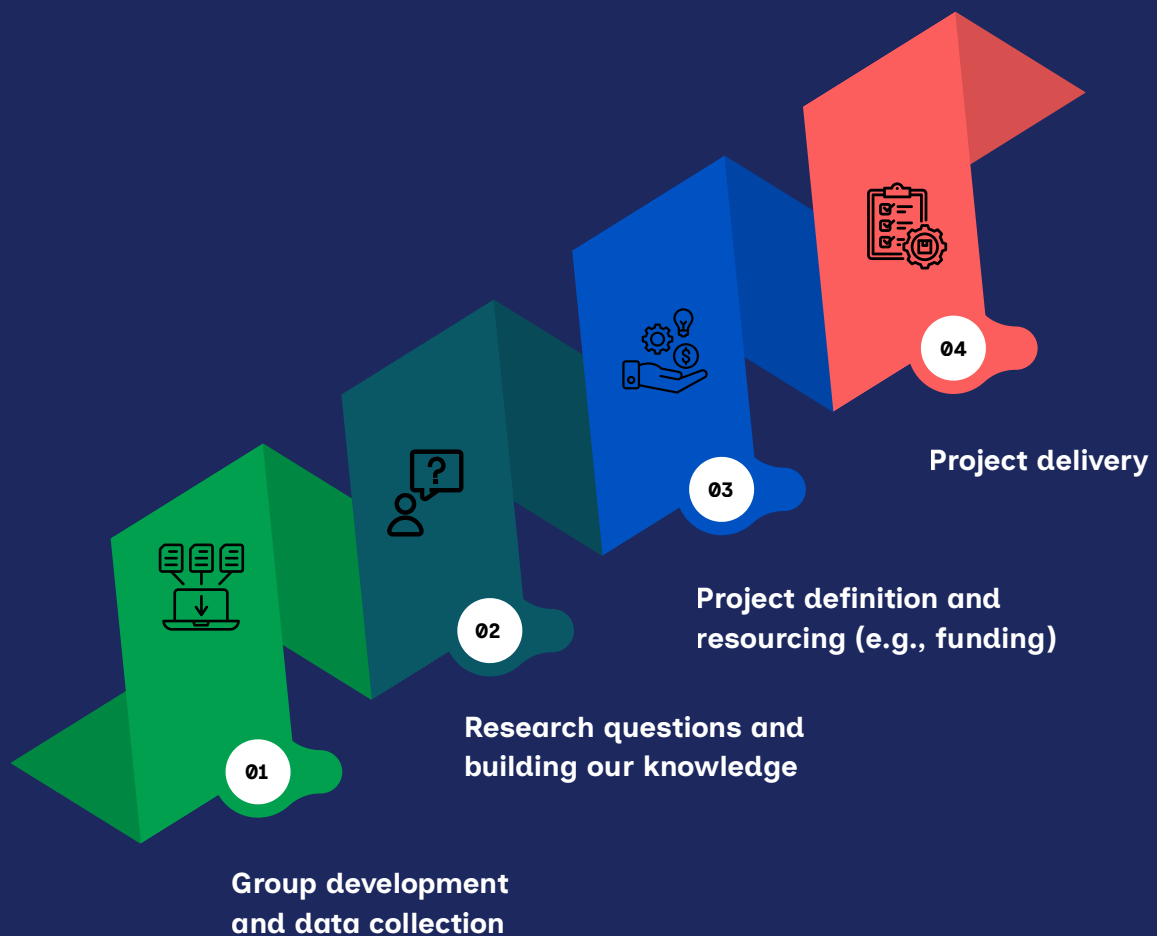 01
Group development
and data collection
02
Research questions and
building our knowledge
03
Project definition and
resourcing (e.g., funding)
04
Project delivery
?
$